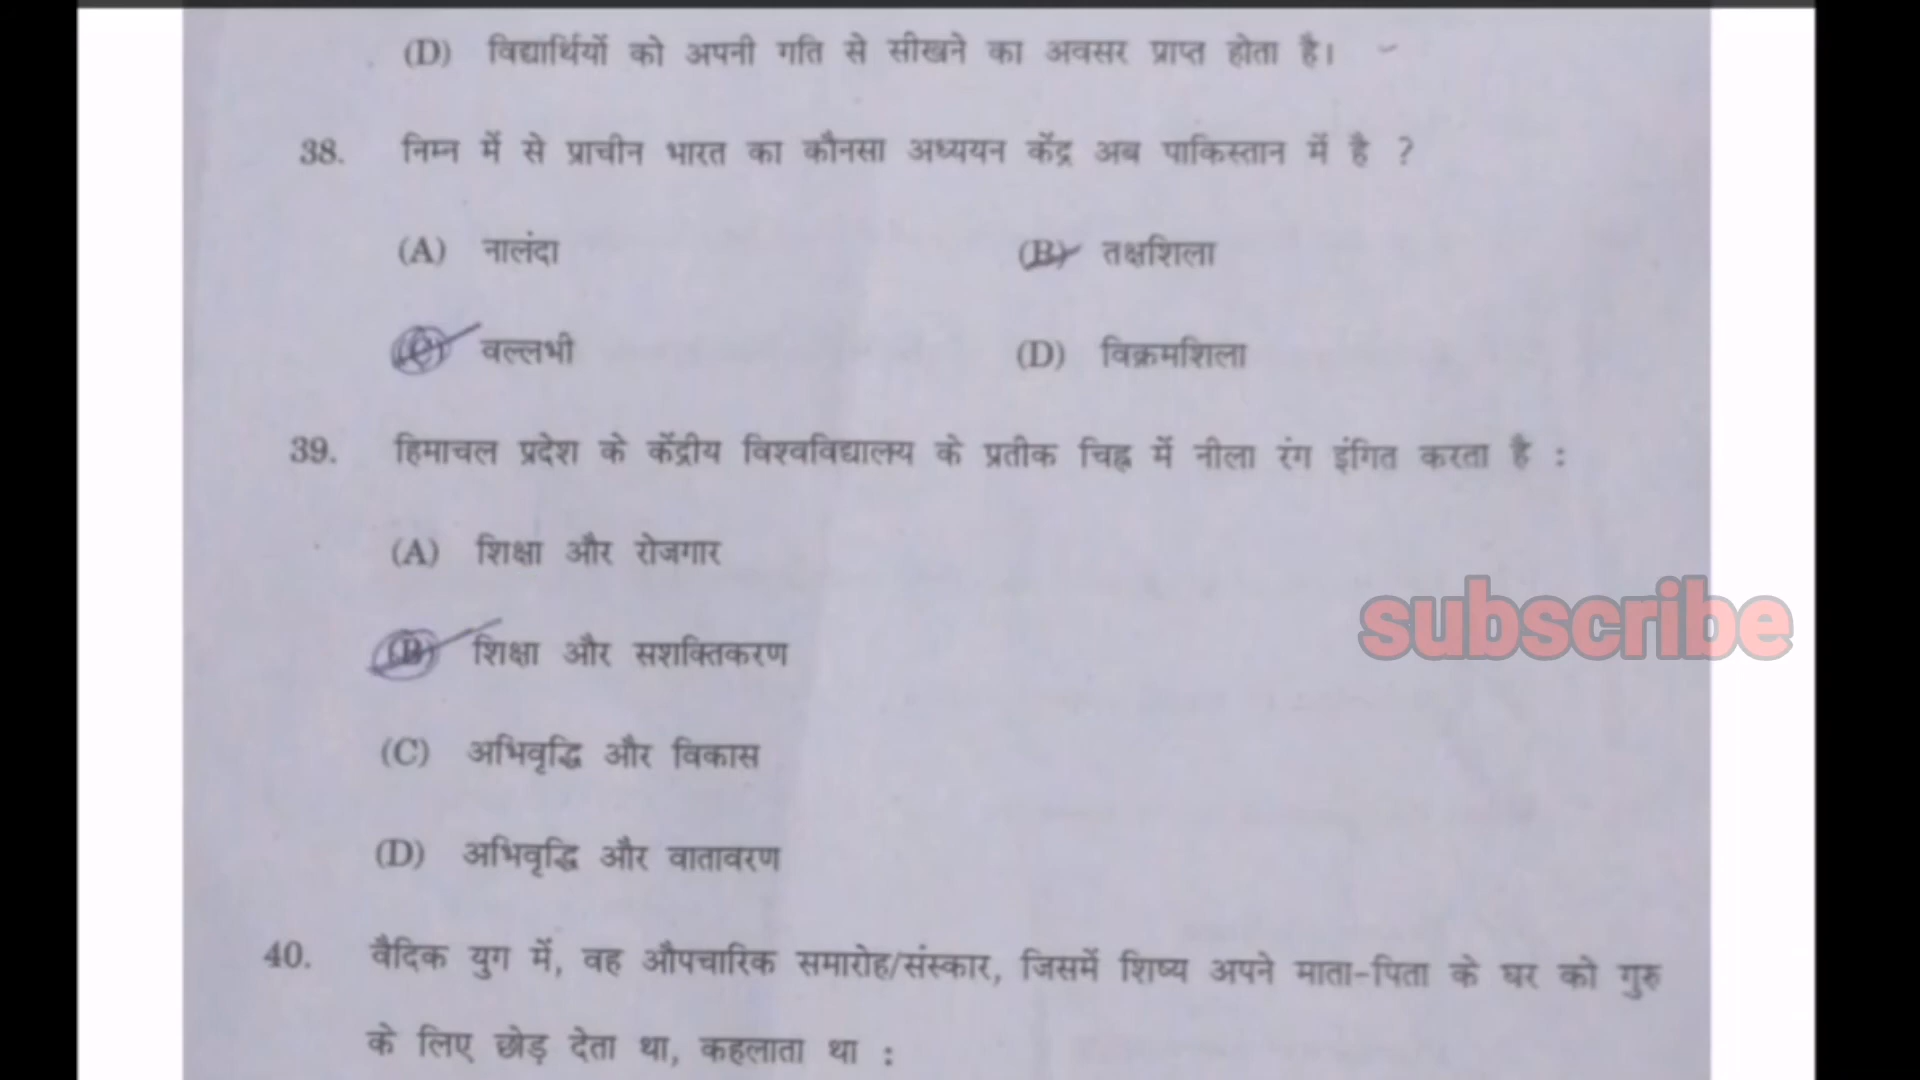 (D) विद्यार्थियों को अपनी गति से सीखने का अवसर प्राप्त होता है।
38. निम्न में से प्राचीन भारत का कौनसा अध्ययन केंद्र अब पाकिस्तान में है ?
(A) नालंदा (B) तक्षशिला
(C) वल्लभी (D) विक्रमशिला
39. हिमाचल प्रदेश के केंद्रीय विश्वविद्यालय के प्रतीक चिह्न में नीला रंग इंगित करता है :
(A) शिक्षा और रोजगार
(B) शिक्षा और सशक्तिकरण
(C) अभिवृद्धि और विकास
(D) अभिवृद्धि और वातावरण
subscribe
40. वैदिक युग में, वह औपचारिक समारोह/संस्कार, जिसमें शिष्य अपने माता-पिता के घर को गुरु
के लिए छोड़ देता था, कहलाता था :